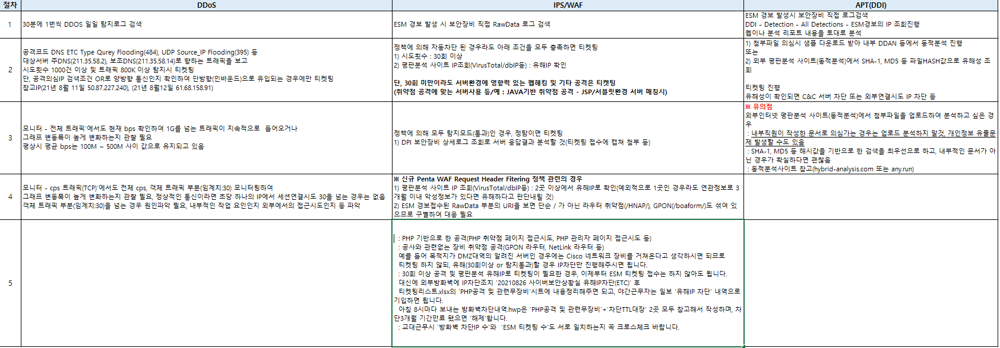 절차
DDoS
IPS/WAF
APT(DDI)
1
30분에 1번씩 DDOS 일일 탐지로그 검색
ESM 경보 발생 시 보안장비 직접 RawData 로그 검색
ESM 경보 발생시 보안장비 직접 로그검색
DDI - Detection - All Detections - ESM경보의 IP 조회진행
웹이나 분석 리포트 내용을 토대로 분석
2
공격코드 DNS ETC Type Qurey Flooding(484), UDP Source_IP Flooding(395) 등
대상서버 주DNS(211.35.58.2), 보조DNS(211.35.58.14)로 향하는 트래픽을 보고
시도횟수 1000건 이상 및 트래픽 800K 이상 탐지시 티켓팅
단, 공격의심IP 검색조건 OR로 양방향 통신인지 확인하여 단방향(인바운드)으로 유입되는 경우에만 티켓팅
참고IP(21년 8월 11일 50.87.227.240), (21년 8월12일 61.68.158.91)
정책에 의해 자동차단 된 경우라도 아래 조건을 모두 충족하면 티켓팅
1) 시도횟수 : 30회 이상
2) 평판분석 사이트 IP조회(VirusTotal/dbIP등) : 유해IP 확인
단, 30회 미만이라도 서버환경에 영향력 있는 웹해킹 및 기타 공격은 티켓팅
(취약점 공격에 맞는 서버사용 등/예 : JAVA기반 취약점 공격 - JSP/서블릿환경 서버 매칭시)
1) 첨부파일 의심시 샘플 다운로드 받아 내부 DDAN 등에서 동적분석 진행
또는
2) 외부 평판분석 사이트(동적분석)에서 SHA-1, MD5 등 파일HASH값으로 유해성 조
회
티켓팅 진행
유해성이 확인되면 C&C 서버 차단 또는 외부연결시도 IP 차단 등
3
모니터 - 전체 트래픽'에서도 현재 bps 확인하여 1G를 넘는 트래픽이 지속적으로  들어오거나
그래프 변동폭이 높게 변화하는지 관찰 필요
평상시 평균 bps는 100M ~ 500M 사이 값으로 유지되고 있음
정책에 의해 모두 탐지모드(통과)인 경우, 정탐이면 티켓팅
1) DPI 보안장비 상세로그 조회로 서버 응답결과 분석할 것(티켓팅 접수에 캡쳐 첨부 등)
※ 유의점
외부인터넷 평판분석 사이트(동적분석)에서 첨부파일을 업로드하여 분석하고 싶은 경
우
: 내부직원이 작성한 문서로 의심가는 경우는 업로드 분석하지 말것, 개인정보 유출문
제 발생할 수도 있음
: SHA-1, MD5 등 해시값을 기반으로 한 검색을 최우선으로 하고, 내부적인 문서가 아
닌 경우가 확실하다면 괜찮음
: 동적분석사이트 참고(hybrid-analysis.com 또는 any.run)
4
모니터 - cps 트래픽(TCP)'에서도 전체 cps, 객체 트래픽 부분(임계치:30) 모니터링하여
그래프 변동폭이 높게 변화하는지 관찰 필요, 정상적인 통신이라면 초당 하나의 IP에서 세션연결시도 30을 넘는 경우는 없음
객체 트래픽 부분(임계치:30)을 넘는 경우 원인파악 필요, 내부적인 작업 요인인지 외부에서의 접근시도인지 등 파악
※ 신규 Penta WAF Request Header Fitering 정책 관련의 경우
1) 평판분석 사이트 IP 조회(VirusTotal/dbIP등) : 2곳 이상에서 유해IP로 확인(예외적으로 1곳인 경우라도 연관정보로 3
개월 이내 악성정보가 있다면 유해하다고 판단내릴 것)
2) ESM 경보접수된 RawData 부분의 URI을 보면 단순 / 가 아닌 라우터 취약점(/HNAP/), GPON(/boaform/)도 섞여 있
으므로 구별하여 대응 필요
5
: PHP 기반으로 한 공격(PHP 취약점 페이지 접근시도, PHP 관리자 페이지 접근시도 등)
: 공사와 관련없는 장비 취약점 공격(GPON 라우터, NetLink 라우터 등)
예를 들어 목적지가 DMZ대역의 알려진 서버인 경우에는 Cisco 네트워크 장비를 거쳐온다고 생각하시면 되므로
티켓팅 하지 않되, 유해(30회이상 or 탐지통과)할 경우 IP차단만 진행해주시면 됩니다.
: 30회 이상 공격 및 평판분석 유해IP로 티켓팅이 필요한 경우, 이제부터 ESM 티켓팅 접수는 하지 않아도 됩니다.
대신에 외부방화벽에 IP차단조치 '20210826 사이버보안상황실 유해IP차단(ETC)' 후
티켓팅리스트.xlsx의 'PHP공격 및 관련무장비'시트에 내용정리해주면 되고, 야간근무자는 일보 '유해IP 차단' 내역으로
기입하면 됩니다.
아침 8시마다 보내는 방화벽차단내역.hwp은 'PHP공격 및 관련무장비'+'차단TTL대장' 2곳 모두 참고해서 작성하며, 차
단3개월 기간만료 됐으면 '해제'합니다.
: 교대근무시 '방화벽 차단IP 수'와  'ESM 티켓팅 수'도 서로 일치하는지 꼭 크로스체크 바랍니다.